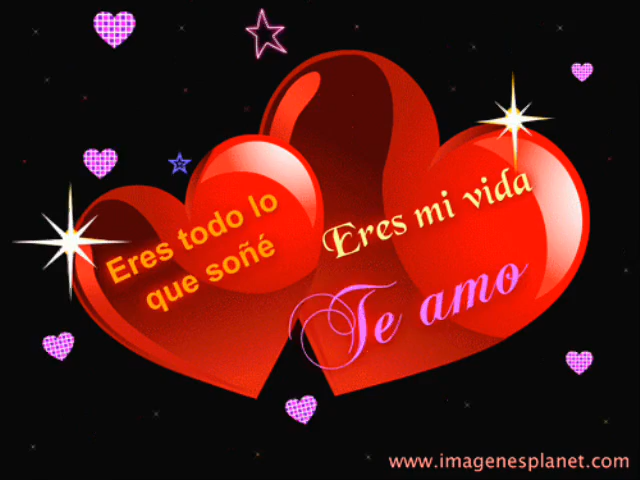 Eres todo lo
que soñé
Eres mi vida
Te amo
www.imagenesplanet.com